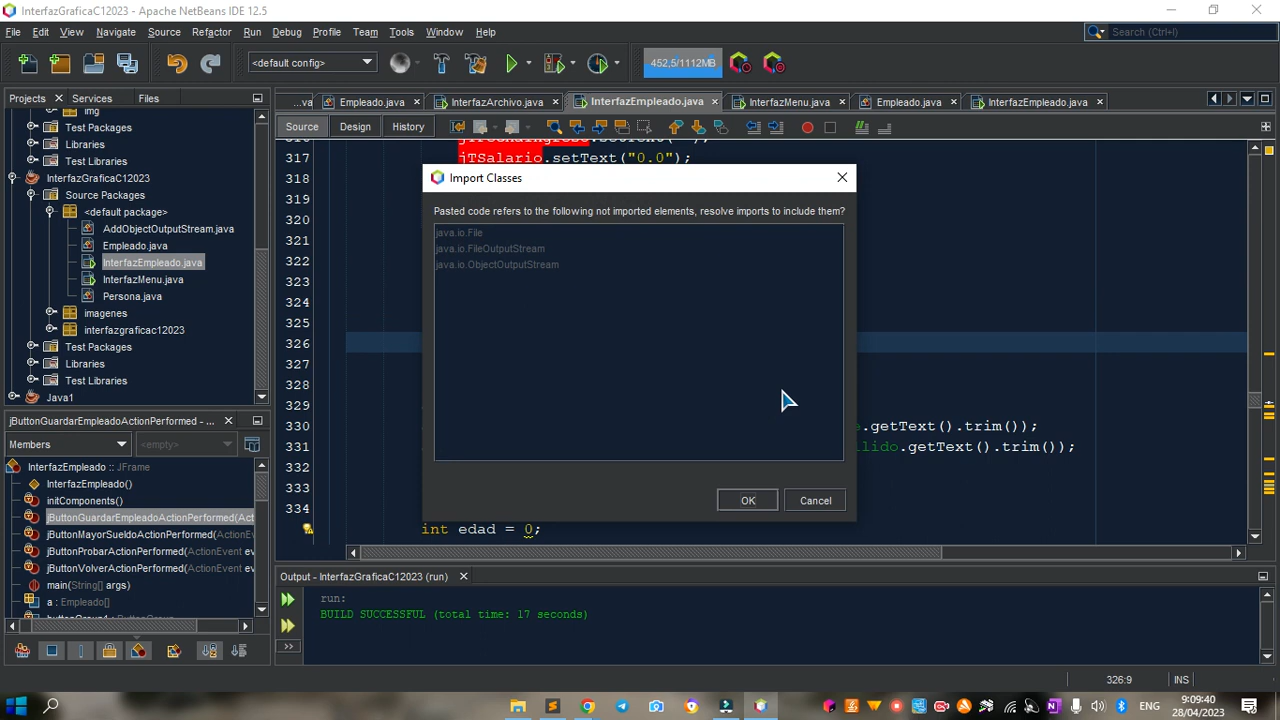 InterfazGraficaC12023 - Apache NetBeans IDE 12.5
File Edit View Navigate Source Refactor Run Debug Profile Team Tools Window Help
Search (Ctrl+I)
<default config>
452,5/1112MB
Projects Services Files
...va Empleado.java InterfazArchivo.java InterfazEmpleado.java InterfazMenu.java Empleado.java InterfazEmpleado.java
Source Design History
img
Test Packages
Libraries
Test Libraries
InterfazGraficaC12023
Source Packages
<default package>
AddObjectOutputStream.java
Empleado.java
InterfazEmpleado.java
InterfazMenu.java
Persona.java
imagenes
interfazgraficac12023
Test Packages
Libraries
Test Libraries
Java1
317 jTSalario.setText("0.0");
318
319
320
321
322
323
324
325
326
327
328
329
330 .getText().trim());
331 llido.getText().trim());
332
333
334
int edad = 0;
Import Classes
Pasted code refers to the following not imported elements, resolve imports to include them?
java.io.File
java.io.FileOutputStream
java.io.ObjectOutputStream
OK Cancel
jButtonGuardarEmpleadoActionPerformed - ...
Members <empty>
InterfazEmpleado :: JFrame
InterfazEmpleado()
initComponents()
jButtonGuardarEmpleadoActionPerformed(Act
jButtonMayorSueldoActionPerformed(ActionE
jButtonProbarActionPerformed(ActionEvent ev
jButtonVolverActionPerformed(ActionEvent eva
main(String[] args)
a : Empleado[]
Output - InterfazGraficaC12023 (run)
run:
BUILD SUCCESSFUL (total time: 17 seconds)
326:9 INS
ENG
9:09:40
28/04/2023